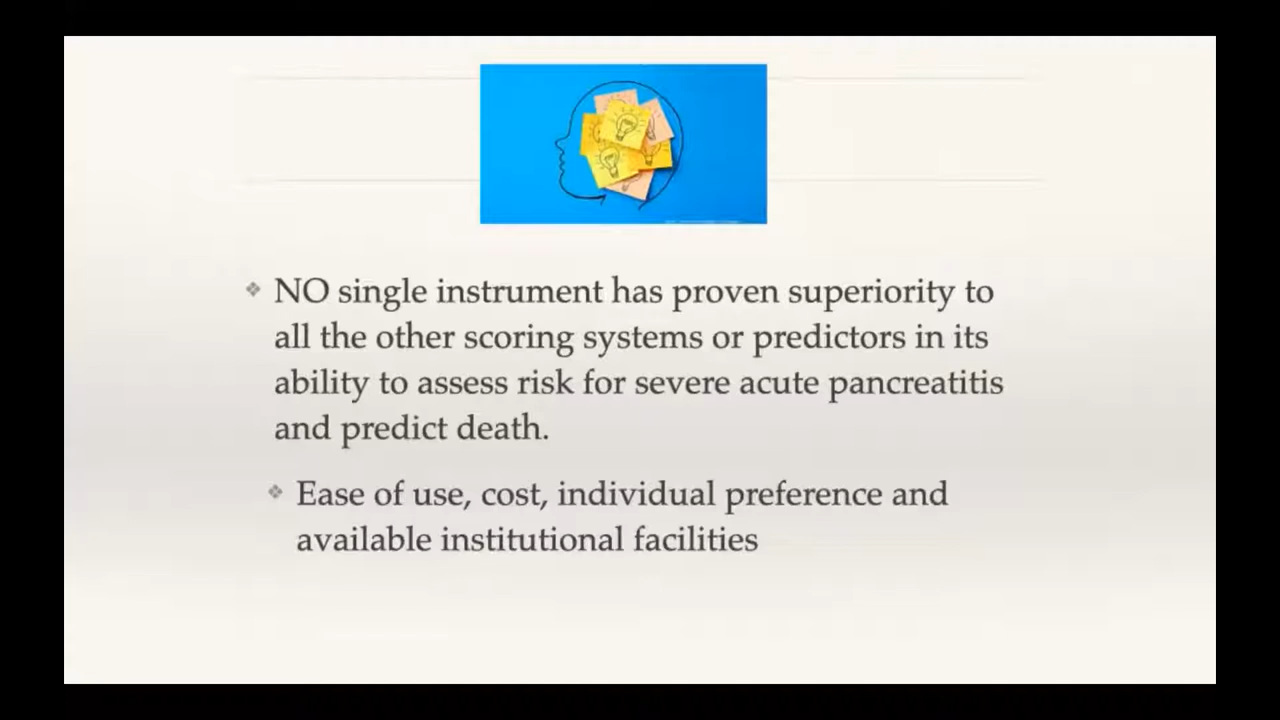 NO single instrument has proven superiority to
all the other scoring systems or predictors in its
ability to assess risk for severe acute pancreatitis
and predict death.
Ease of use, cost, individual preference and
available institutional facilities